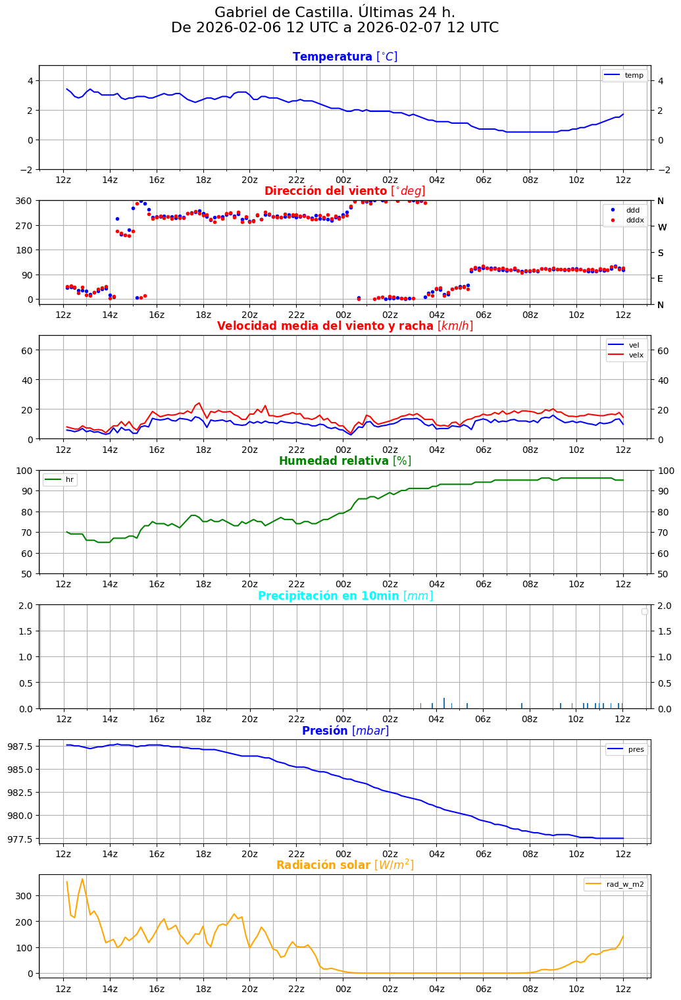 Gabriel de Castilla. Últimas 24 h.
De 2026-02-06 12 UTC a 2026-02-07 12 UTC
Temperatura [°C]
4 temp 4
2 2
0 0
−2 −2
12z 14z 16z 18z 20z 22z 00z 02z 04z 06z 08z 10z 12z
Dirección del viento [°deg]
360 N
ddd
dddx
270 W
180 S
90 E
0 N
12z 14z 16z 18z 20z 22z 00z 02z 04z 06z 08z 10z 12z
Velocidad media del viento y racha [km/h]
vel
60 60
velx
40 40
20 20
0 0
12z 14z 16z 18z 20z 22z 00z 02z 04z 06z 08z 10z 12z
Humedad relativa [%]
100 100
hr
90 90
80 80
70 70
60 60
50 50
12z 14z 16z 18z 20z 22z 00z 02z 04z 06z 08z 10z 12z
Precipitación en 10min [mm]
2.0 2.0
1.5 1.5
1.0 1.0
0.5 0.5
0.0 0.0
12z 14z 16z 18z 20z 22z 00z 02z 04z 06z 08z 10z 12z
Presión [mbar]
987.5 pres
985.0
982.5
980.0
977.5
12z 14z 16z 18z 20z 22z 00z 02z 04z 06z 08z 10z 12z
Radiación solar [W/m²]
rad_w_m2
300
200
100
0
12z 14z 16z 18z 20z 22z 00z 02z 04z 06z 08z 10z 12z